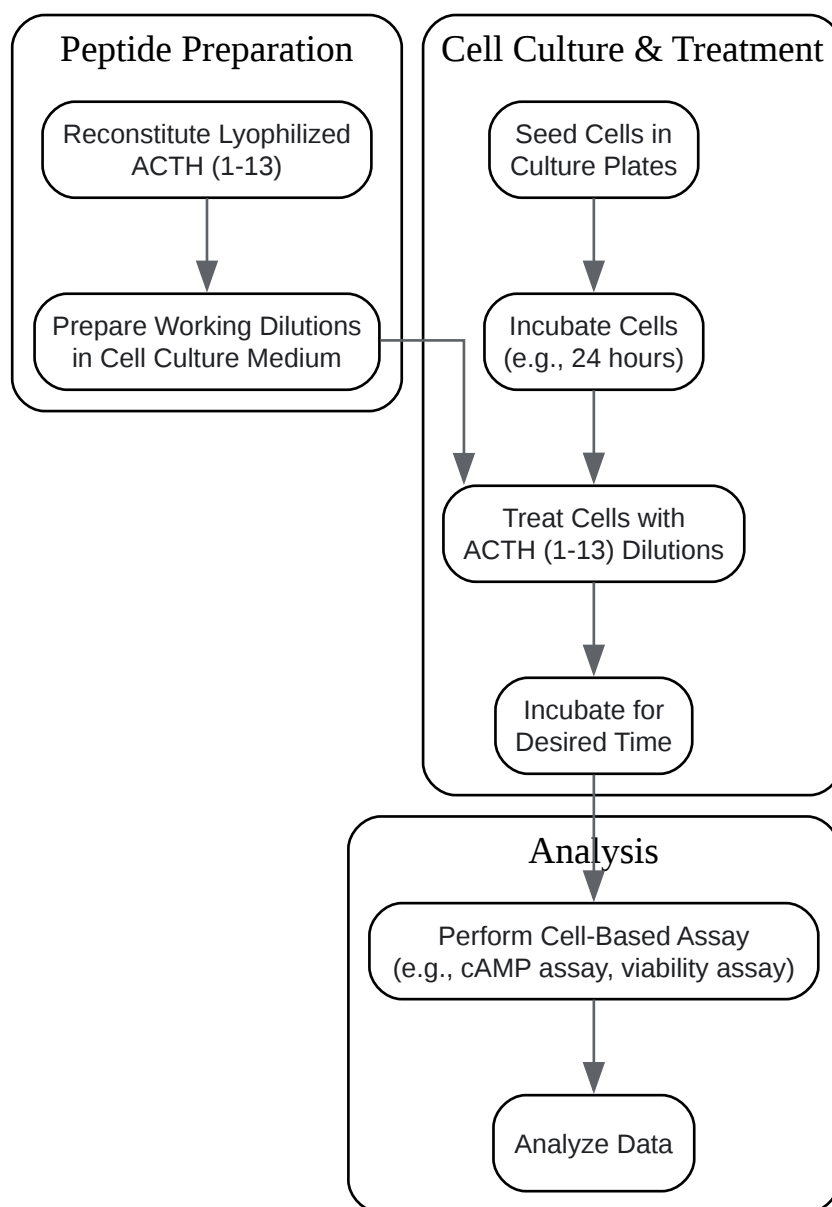 Peptide Preparation
Reconstitute Lyophilized
ACTH (1-13)
Prepare Working Dilutions
in Cell Culture Medium
Cell Culture & Treatment
Seed Cells in
Culture Plates
Incubate Cells
(e.g., 24 hours)
Treat Cells with
ACTH (1-13) Dilutions
Incubate for
Desired Time
Analysis
Perform Cell-Based Assay
(e.g., cAMP assay, viability assay)
Analyze Data